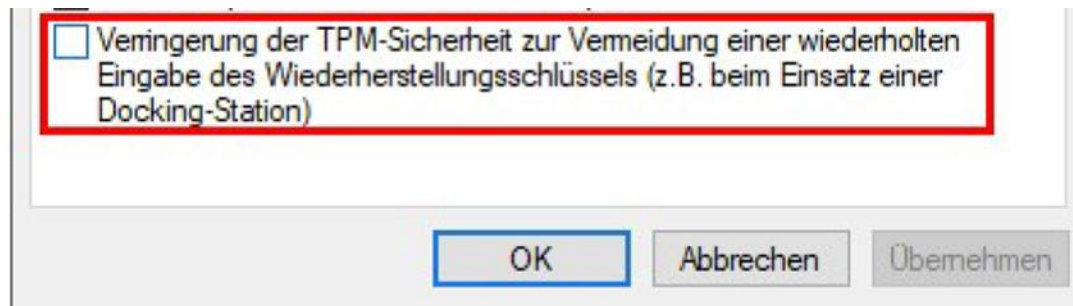 Verringerung der TPM-Sicherheit zur Vermeidung einer wiederholten
Eingabe des Wiederherstellungsschlüssels (z.B. beim Einsatz einer
Docking-Station)
OK
Abbrechen
Übernehmen